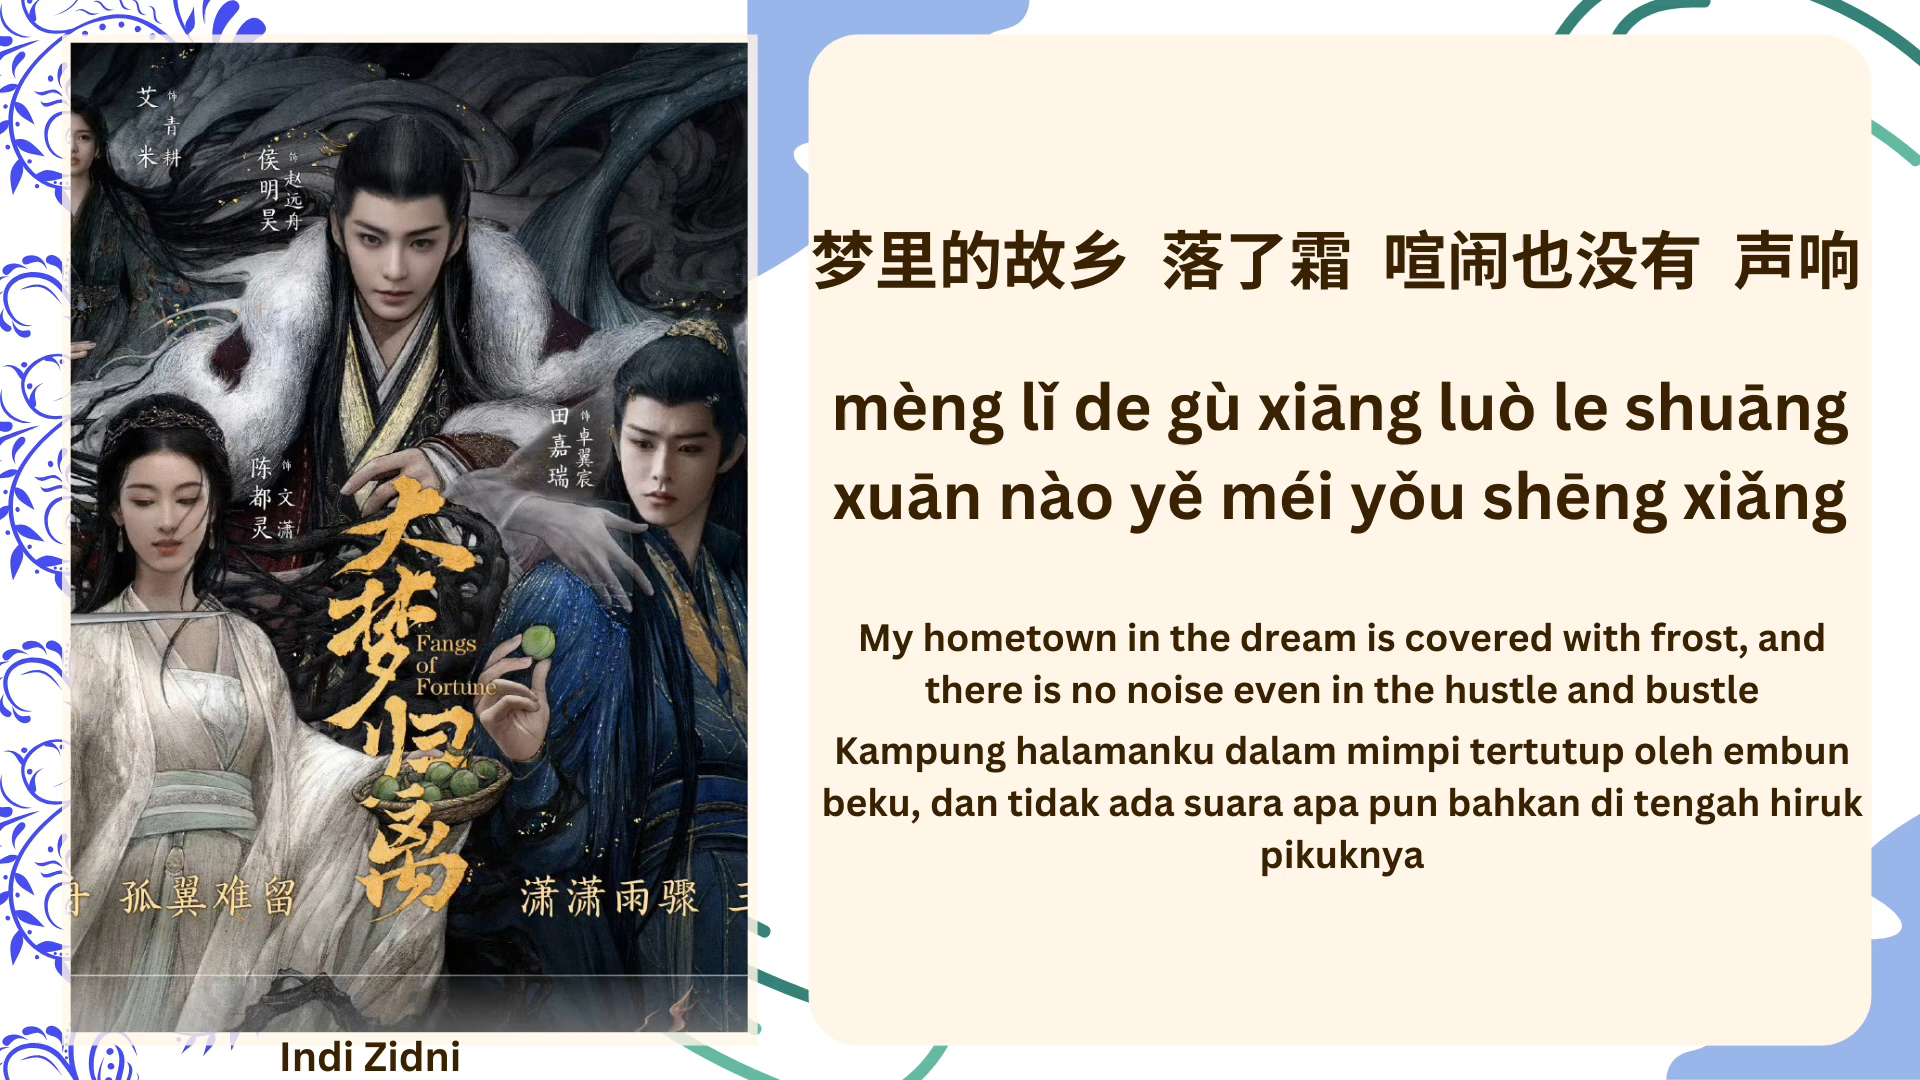 艾米
饰 青耕
侯明昊
饰 赵远舟
田嘉瑞
饰 卓翼宸
陈都灵
饰 文潇
大梦归离
Fangs
of
Fortune
舟 孤翼难留
潇潇雨骤 三
Indi Zidni
梦里的故乡 落了霜 喧闹也没有 声响
mèng lǐ de gù xiāng luò le shuāng
xuān nào yě méi yǒu shēng xiǎng
My hometown in the dream is covered with frost, and
there is no noise even in the hustle and bustle
Kampung halamanku dalam mimpi tertutup oleh embun
beku, dan tidak ada suara apa pun bahkan di tengah hiruk
pikuknya